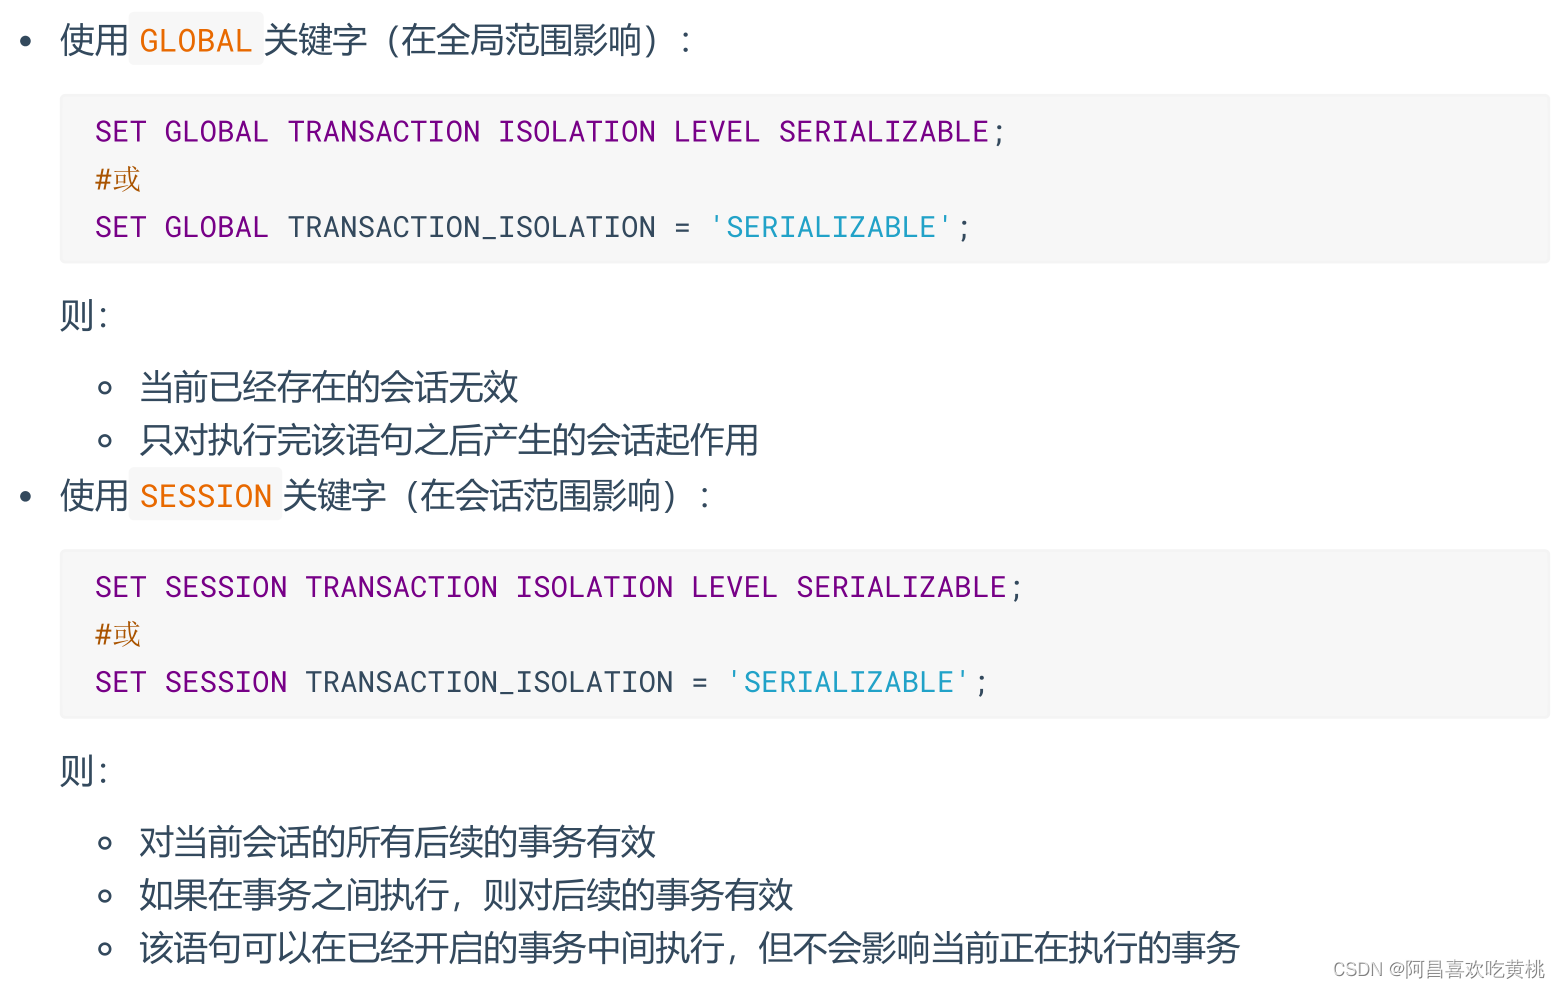 使用 GLOBAL 关键字（在全局范围影响）：
SET GLOBAL TRANSACTION ISOLATION LEVEL SERIALIZABLE;
#或
SET GLOBAL TRANSACTION_ISOLATION = 'SERIALIZABLE';
则：
当前已经存在的会话无效
只对执行完该语句之后产生的会话起作用
使用 SESSION 关键字（在会话范围影响）：
SET SESSION TRANSACTION ISOLATION LEVEL SERIALIZABLE;
#或
SET SESSION TRANSACTION_ISOLATION = 'SERIALIZABLE';
则：
对当前会话的所有后续的事务有效
如果在事务之间执行，则对后续的事务有效
该语句可以在已经开启的事务中间执行，但不会影响当前正在执行的事务
CSDN @阿昌喜欢吃黄桃